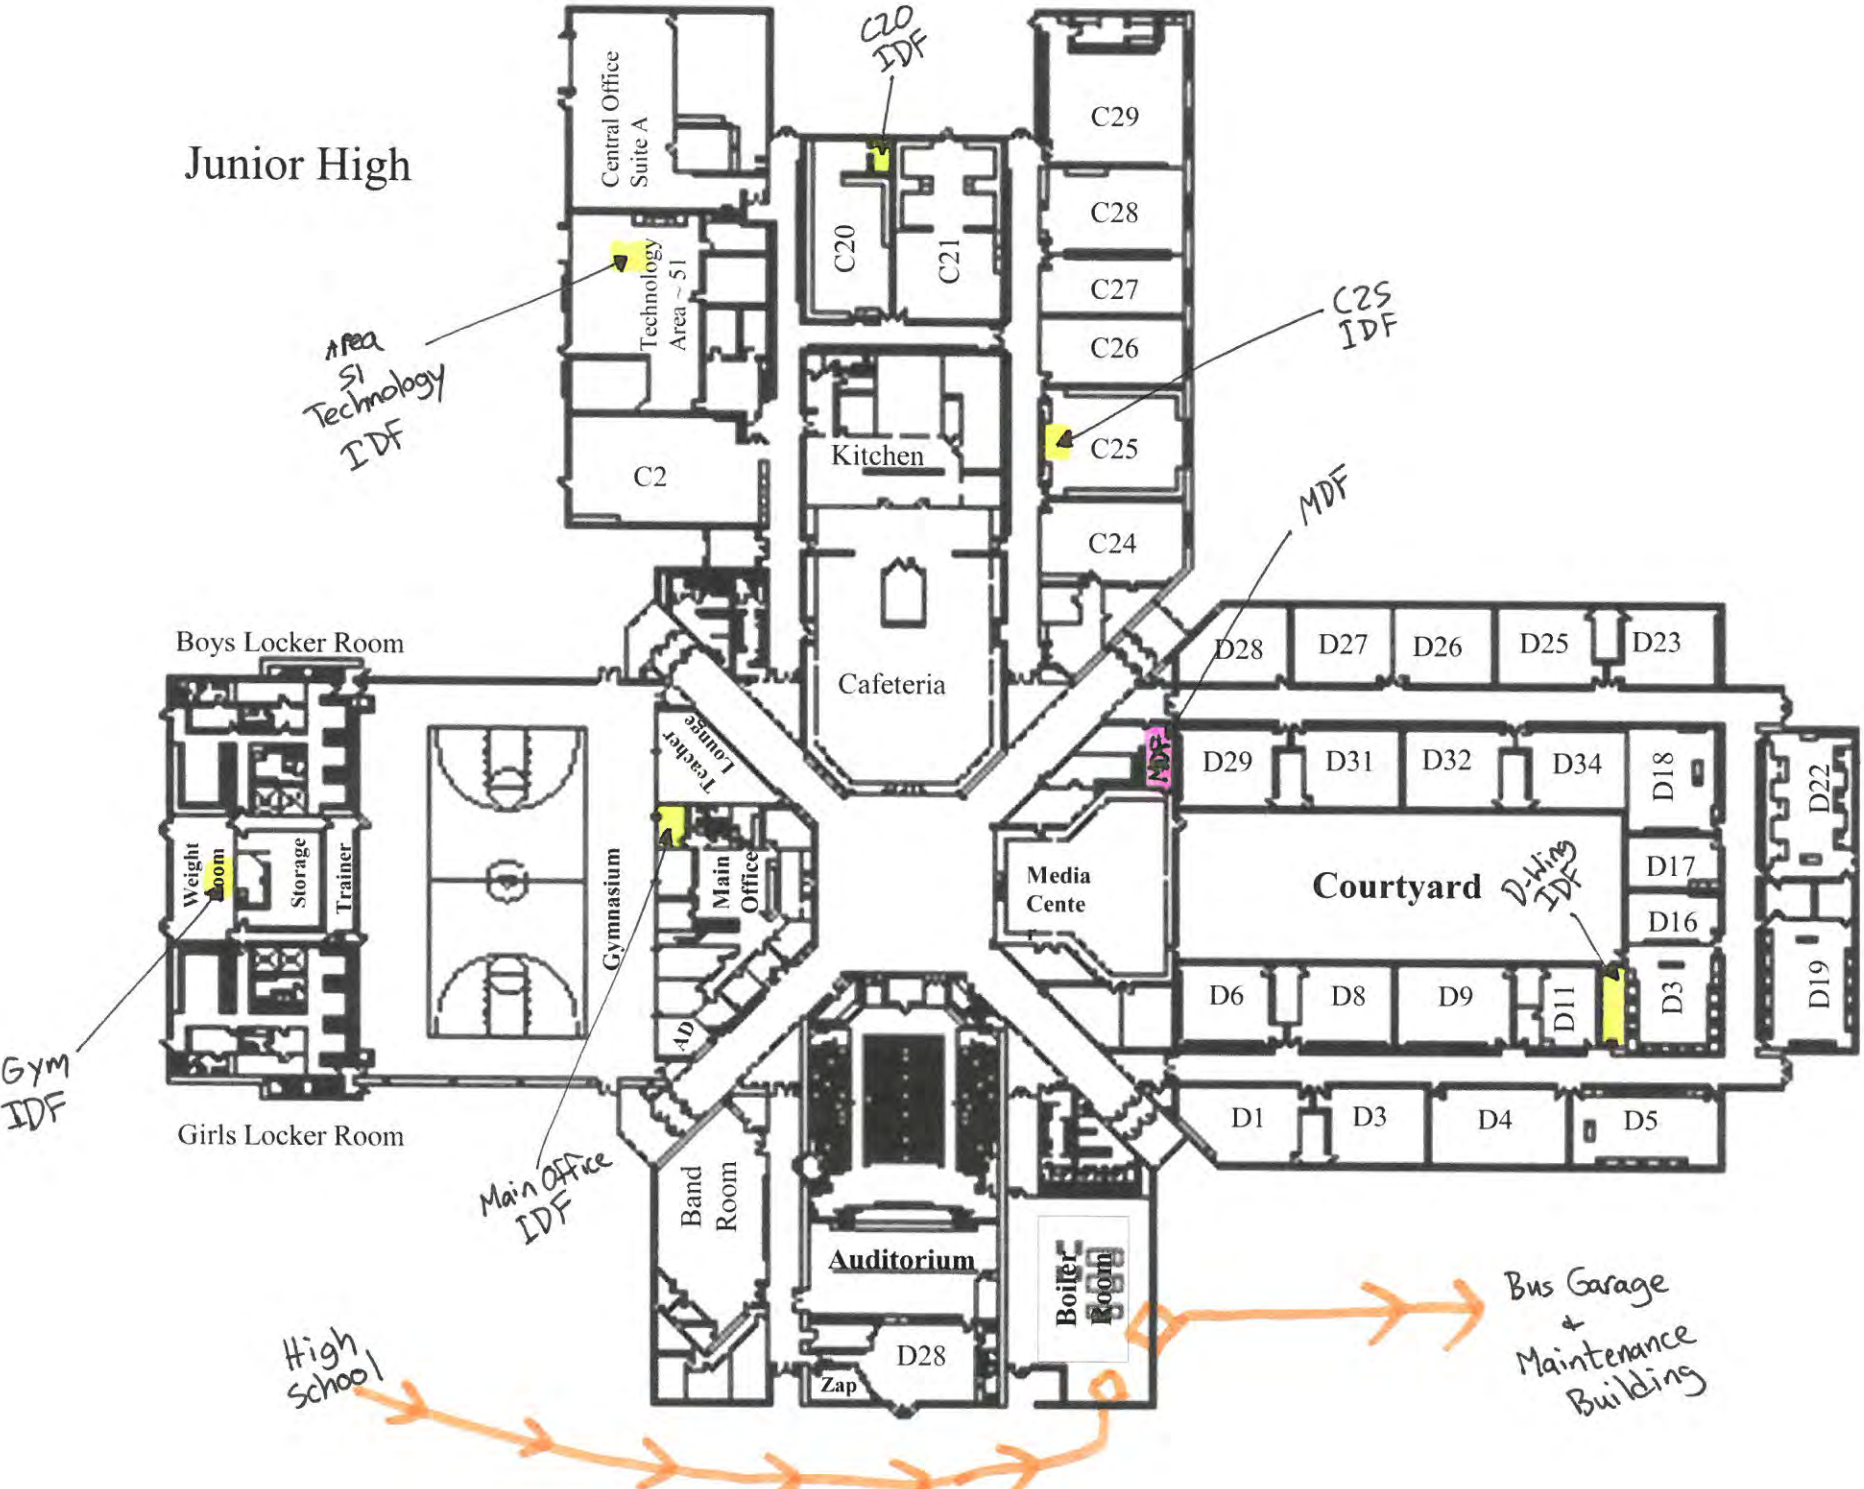 C20
IDF
C29
Central Office
Suite A
Junior High
C28
C20
C21
Technology
Area ~ 51
C27
C25
IDF
C26
Area
51
Technology
IDF
Kitchen
C25
C2
MDF
C24
Boys Locker Room
D28
D27
D26
D25
D23
Cafeteria
Teacher
Lounge
MDF
D29
D31
D32
D34
D18
D22
Weight
Room
Storage
Trainer
Gymnasium
Main
Office
Media
Cente
r
Courtyard
D-Wing
IDF
D17
D16
D6
D8
D9
D11
D3
D19
AD
Gym
IDF
Girls Locker Room
D1
D3
D4
D5
Main Office
IDF
Band
Room
Auditorium
Boiler
Room
Bus Garage
&
Maintenance
Building
High
School
D28
Zap